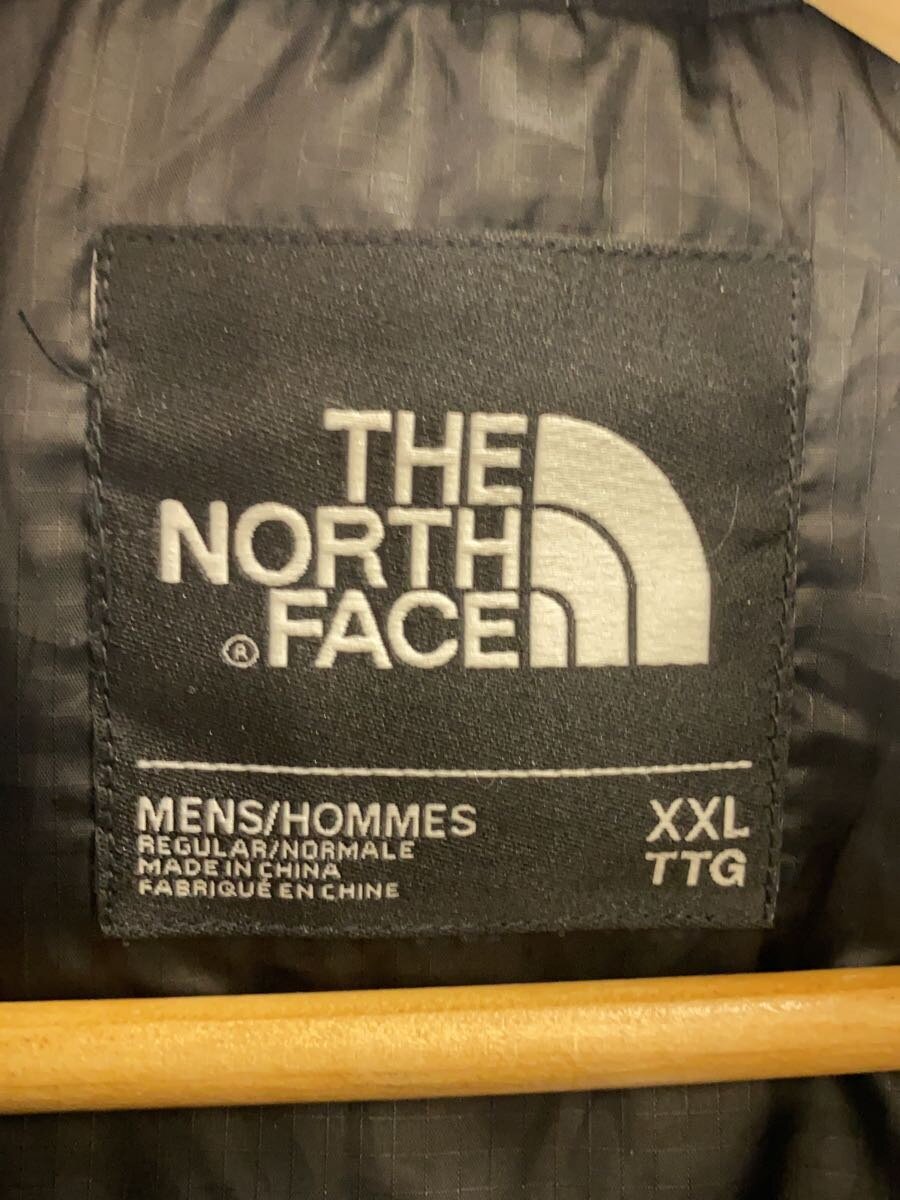 THE
NORTH
® FACE
MENS/HOMMES
REGULAR/NORMALE
MADE IN CHINA
FABRIQUÉ EN CHINE
XXL
TTG